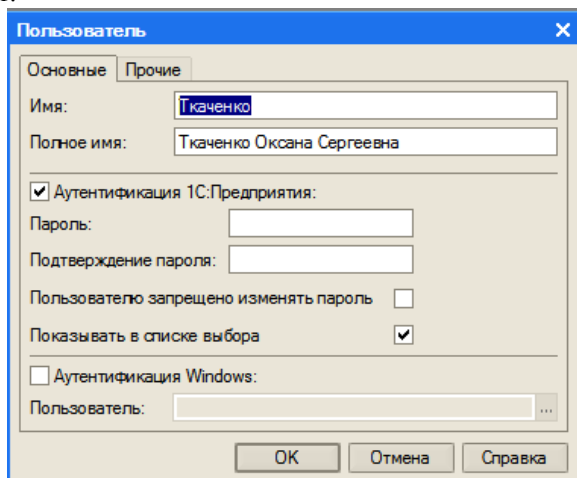 Пользователь
Основные Прочие
Имя: Ткаченко
Полное имя: Ткаченко Оксана Сергеевна
Аутентификация 1С:Предприятия:
Пароль:
Подтверждение пароля:
Пользователю запрещено изменять пароль
Показывать в списке выбора
Аутентификация Windows:
Пользователь: ...
OK Отмена Справка